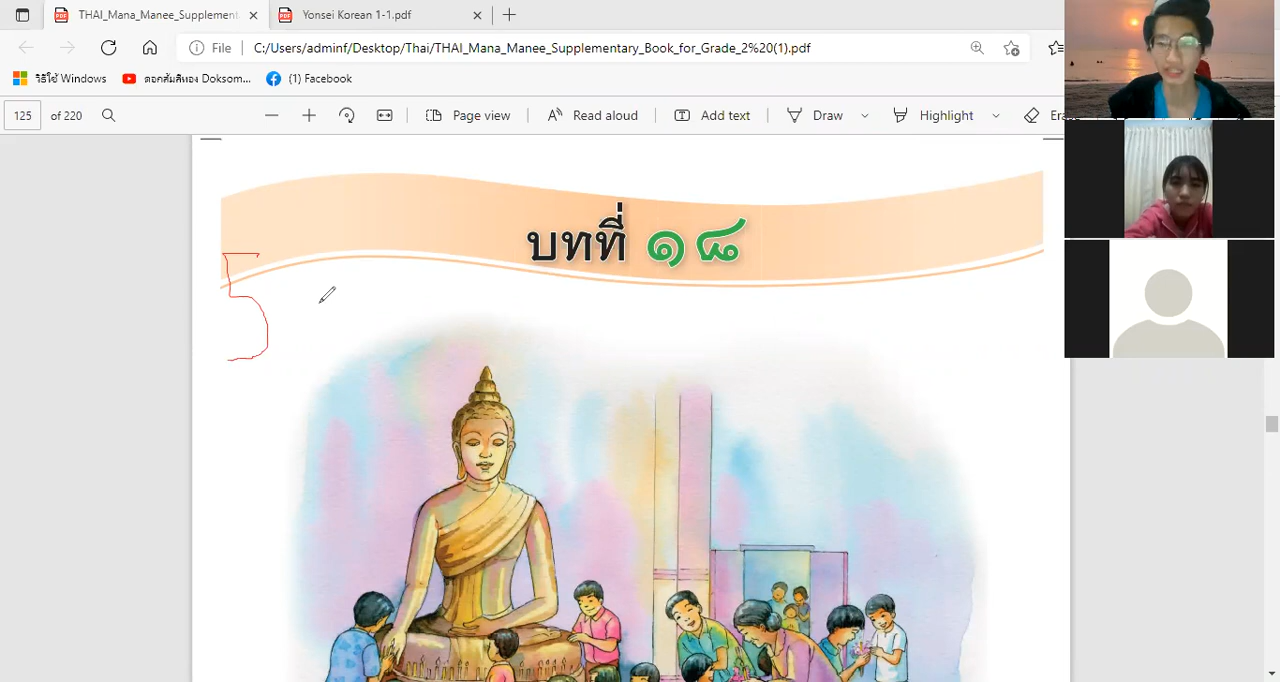 THAI_Mana_Manee_Supplement
Yonsei Korean 1-1.pdf
File
C:/Users/adminf/Desktop/Thai/THAI_Mana_Manee_Supplementary_Book_for_Grade_2%20(1).pdf
วิธีใช้ Windows
ดอกส้มสีทอง Doksom...
(1) Facebook
125 of 220
Page view
Read aloud
Add text
Draw
Highlight
Era
บทที่ ๑๘